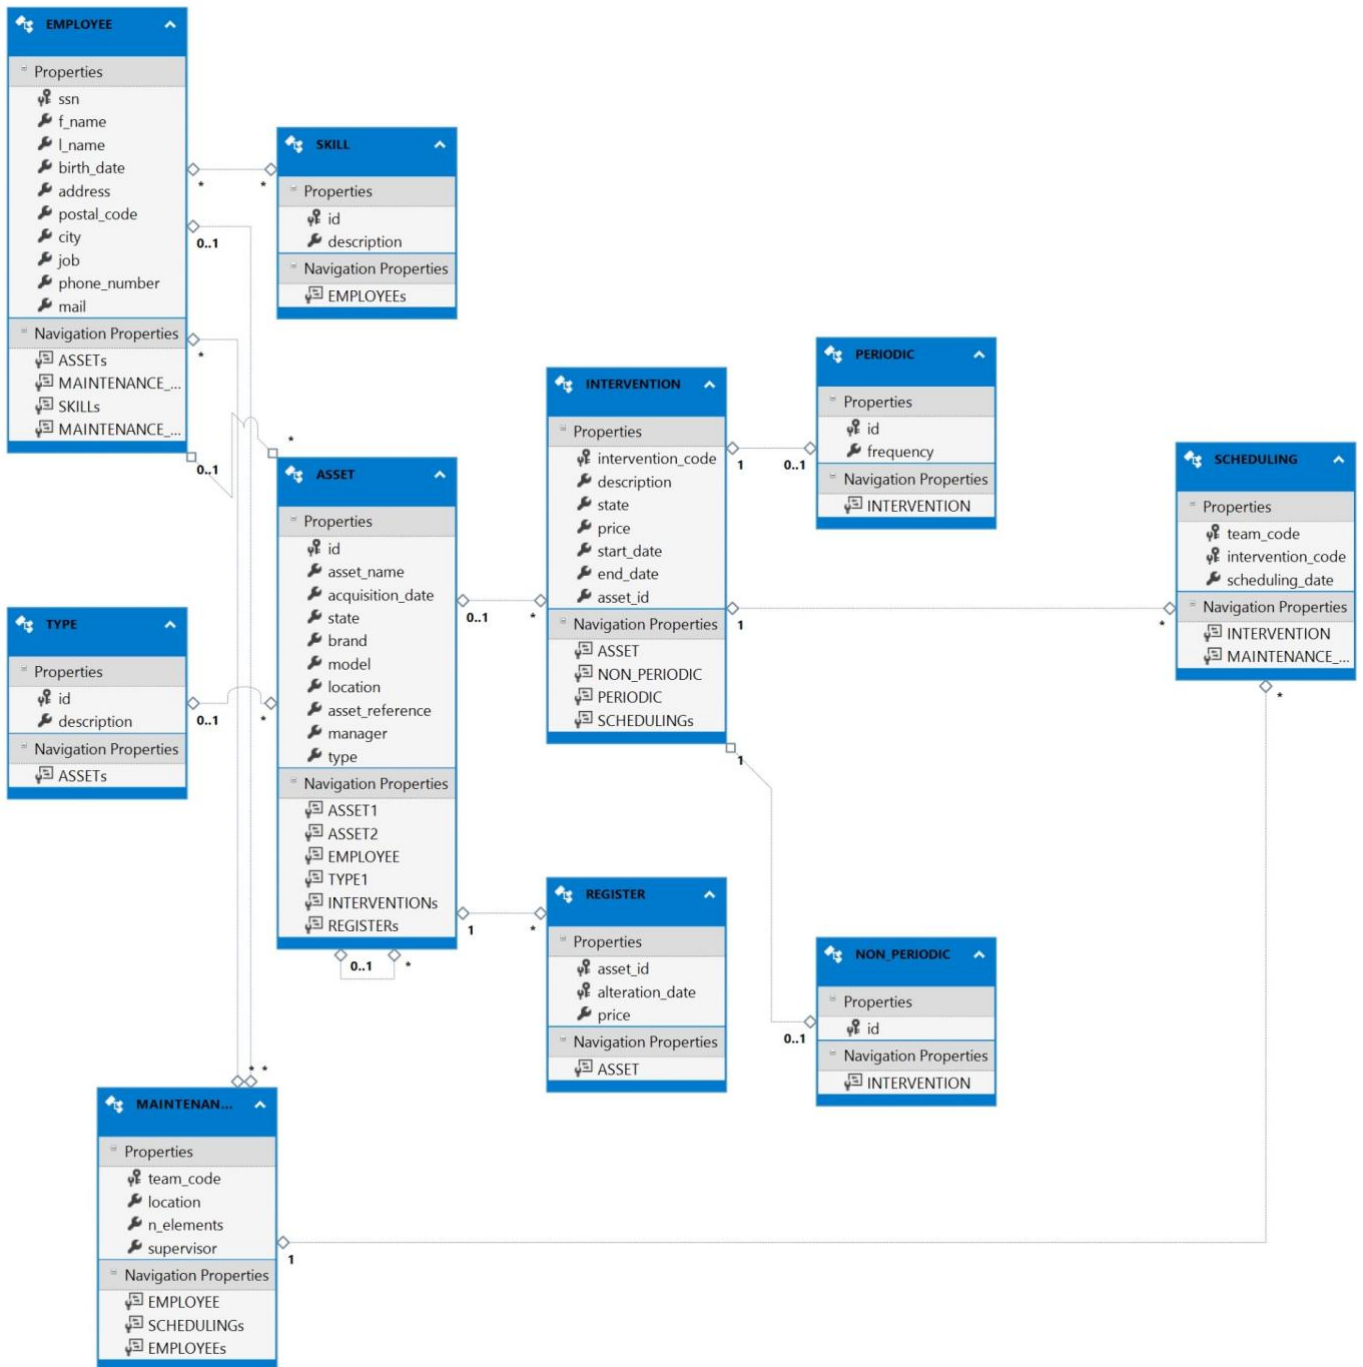 EMPLOYEE
Properties
ssn
f_name
l_name
birth_date
address
postal_code
city
job
phone_number
mail
Navigation Properties
ASSETs
MAINTENANCE_...
SKILLs
MAINTENANCE_...
*
0..1
*
0..1
SKILL
Properties
id
description
Navigation Properties
EMPLOYEEs
*
*
ASSET
Properties
id
asset_name
acquisition_date
state
brand
model
location
asset_reference
manager
type
Navigation Properties
ASSET1
ASSET2
EMPLOYEE
TYPE1
INTERVENTIONs
REGISTERs
0..1
1
0..1
*
*
TYPE
Properties
id
description
Navigation Properties
ASSETs
0..1
INTERVENTION
Properties
intervention_code
description
state
price
start_date
end_date
asset_id
Navigation Properties
ASSET
NON_PERIODIC
PERIODIC
SCHEDULINGs
*
1
1
1
PERIODIC
Properties
id
frequency
Navigation Properties
INTERVENTION
0..1
SCHEDULING
Properties
team_code
intervention_code
scheduling_date
Navigation Properties
INTERVENTION
MAINTENANCE_...
*
*
REGISTER
Properties
asset_id
alteration_date
price
Navigation Properties
ASSET
*
NON_PERIODIC
Properties
id
Navigation Properties
INTERVENTION
0..1
* *
MAINTENAN...
Properties
team_code
location
n_elements
supervisor
Navigation Properties
EMPLOYEE
SCHEDULINGs
EMPLOYEEs
1